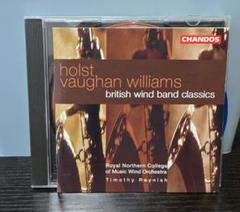 CHANDOS
holst
vaughan williams
british wind band classics
Royal Northern College
of Music Wind Orchestra
Timothy Reynish